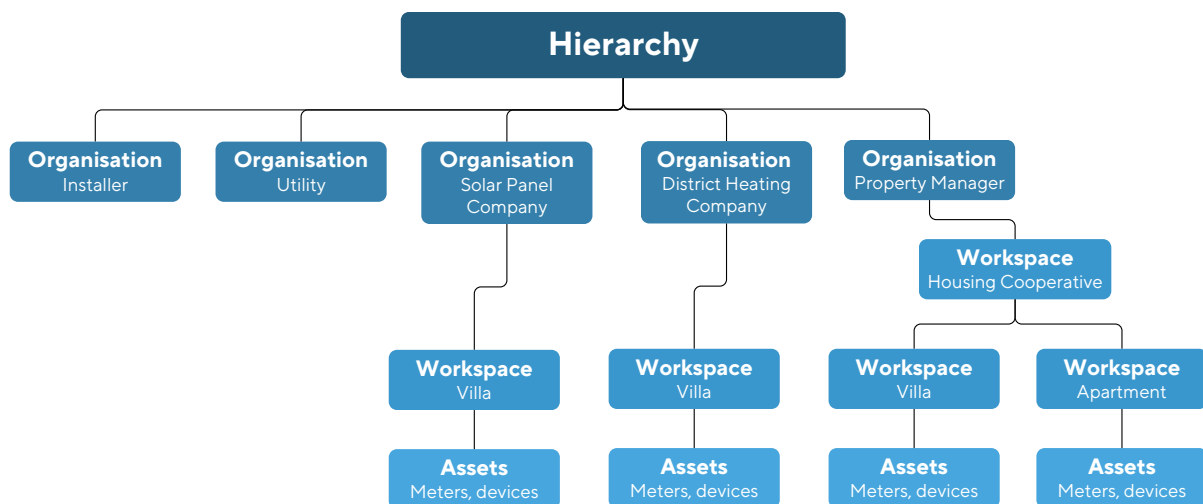 Hierarchy
Organisation
Installer
Organisation
Utility
Organisation
Solar Panel
Company
Organisation
District Heating
Company
Organisation
Property Manager
Workspace
Housing Cooperative
Workspace
Villa
Workspace
Villa
Workspace
Villa
Workspace
Apartment
Assets
Meters, devices
Assets
Meters, devices
Assets
Meters, devices
Assets
Meters, devices